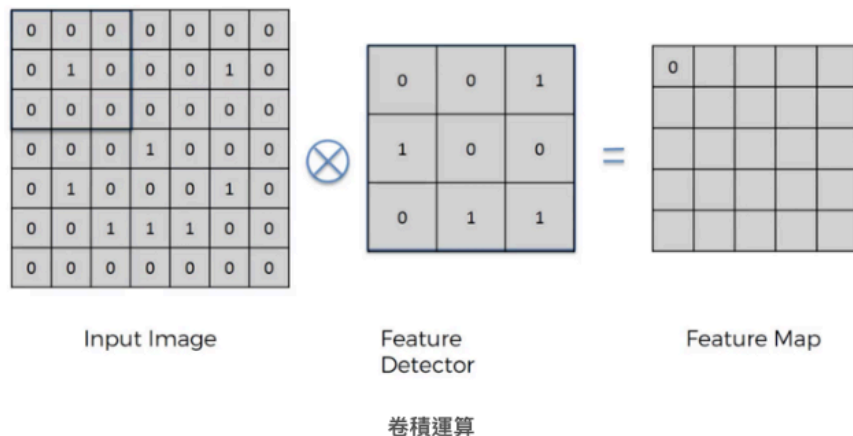 0 0 0 0 0 0 0
0 1 0 0 0 1 0
0 0 0 0 0 0 0
0 0 0 1 0 0 0
0 1 0 0 0 1 0
0 0 1 1 1 0 0
0 0 0 0 0 0 0
0 0 1
1 0 0
0 1 1
=
0
Input Image
Feature
Detector
Feature Map
卷積運算